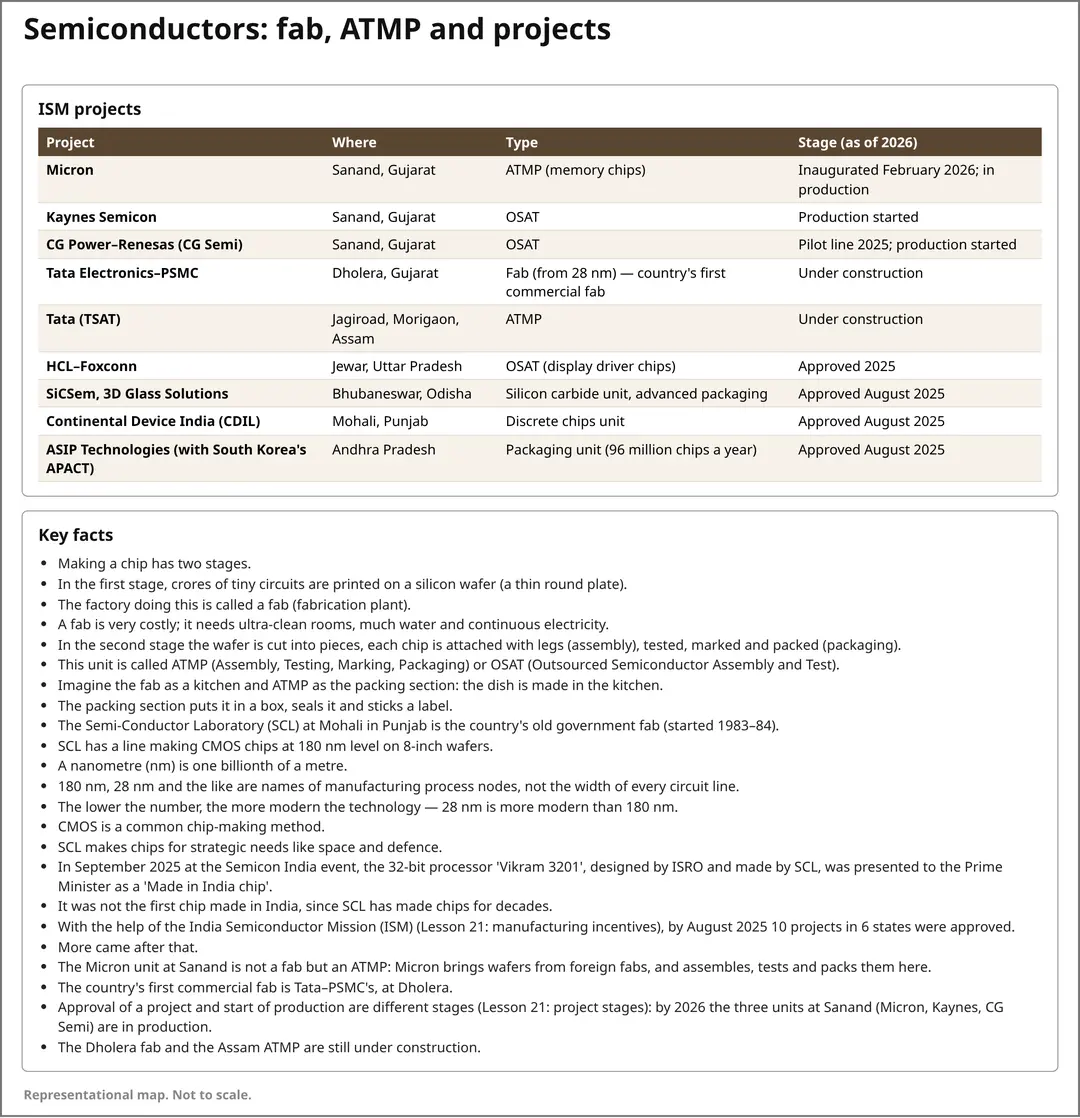 Semiconductors: fab, ATMP and projects
ISM projects
Project Where Type Stage (as of 2026)
Micron Sanand, Gujarat ATMP (memory chips) Inaugurated February 2026; in
production
Kaynes Semicon Sanand, Gujarat OSAT Production started
CG Power–Renesas (CG Semi) Sanand, Gujarat OSAT Pilot line 2025; production started
Tata Electronics–PSMC Dholera, Gujarat Fab (from 28 nm) — country's first
commercial fab Under construction
Tata (TSAT) Jagiroad, Morigaon,
Assam ATMP Under construction
HCL–Foxconn Jewar, Uttar Pradesh OSAT (display driver chips) Approved 2025
SiCSem, 3D Glass Solutions Bhubaneswar, Odisha Silicon carbide unit, advanced packaging Approved August 2025
Continental Device India (CDIL) Mohali, Punjab Discrete chips unit Approved August 2025
ASIP Technologies (with South Korea's
APACT) Andhra Pradesh Packaging unit (96 million chips a year) Approved August 2025
Key facts
• Making a chip has two stages.
• In the first stage, crores of tiny circuits are printed on a silicon wafer (a thin round plate).
• The factory doing this is called a fab (fabrication plant).
• A fab is very costly; it needs ultra-clean rooms, much water and continuous electricity.
• In the second stage the wafer is cut into pieces, each chip is attached with legs (assembly), tested, marked and packed (packaging).
• This unit is called ATMP (Assembly, Testing, Marking, Packaging) or OSAT (Outsourced Semiconductor Assembly and Test).
• Imagine the fab as a kitchen and ATMP as the packing section: the dish is made in the kitchen.
• The packing section puts it in a box, seals it and sticks a label.
• The Semi-Conductor Laboratory (SCL) at Mohali in Punjab is the country's old government fab (started 1983–84).
• SCL has a line making CMOS chips at 180 nm level on 8-inch wafers.
• A nanometre (nm) is one billionth of a metre.
• 180 nm, 28 nm and the like are names of manufacturing process nodes, not the width of every circuit line.
• The lower the number, the more modern the technology — 28 nm is more modern than 180 nm.
• CMOS is a common chip-making method.
• SCL makes chips for strategic needs like space and defence.
• In September 2025 at the Semicon India event, the 32-bit processor 'Vikram 3201', designed by ISRO and made by SCL, was presented to the Prime
Minister as a 'Made in India chip'.
• It was not the first chip made in India, since SCL has made chips for decades.
• With the help of the India Semiconductor Mission (ISM) (Lesson 21: manufacturing incentives), by August 2025 10 projects in 6 states were approved.
• More came after that.
• The Micron unit at Sanand is not a fab but an ATMP: Micron brings wafers from foreign fabs, and assembles, tests and packs them here.
• The country's first commercial fab is Tata–PSMC's, at Dholera.
• Approval of a project and start of production are different stages (Lesson 21: project stages): by 2026 the three units at Sanand (Micron, Kaynes, CG
Semi) are in production.
• The Dholera fab and the Assam ATMP are still under construction.
Representational map. Not to scale.